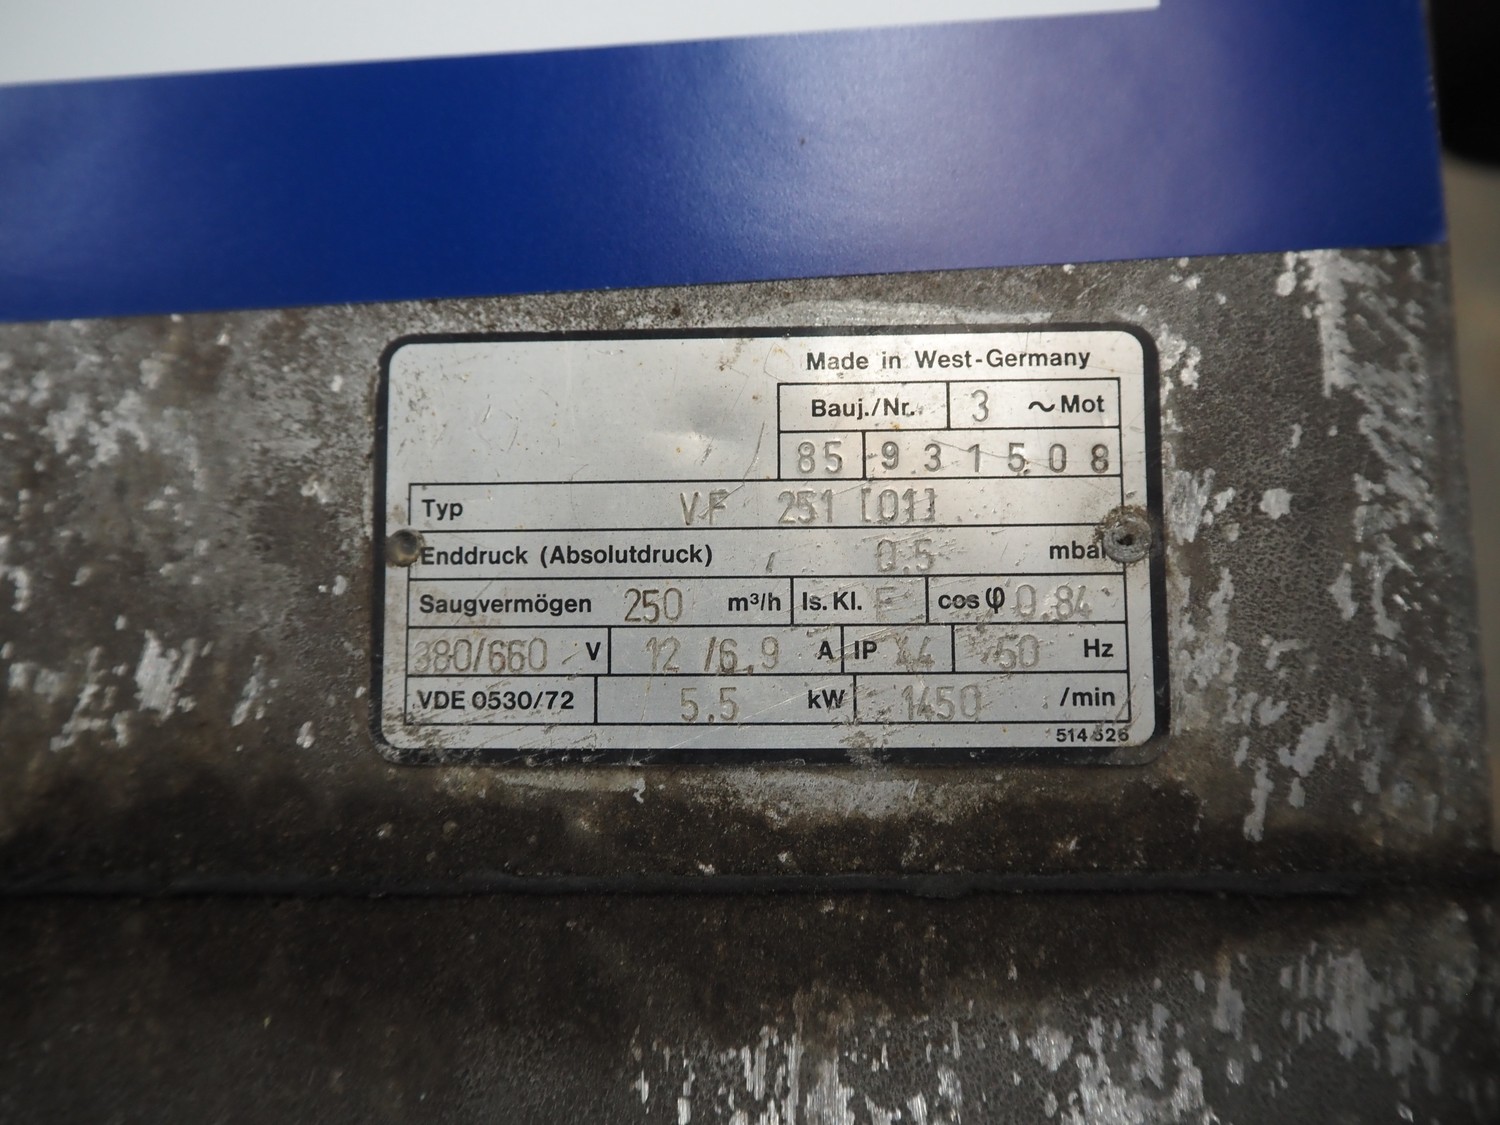 Made in West-Germany
Bauj./Nr. 3 ~ Mot
85 931508
Typ VF 251 [01]
Enddruck (Absolutdruck) 0.5 mbar
Saugvermögen 250 m³/h Is. Kl. F cos φ 0.84
380/660 V 12 /6.9 A IP 44 50 Hz
VDE 0530/72 5.5 kW 1450 /min
514 526